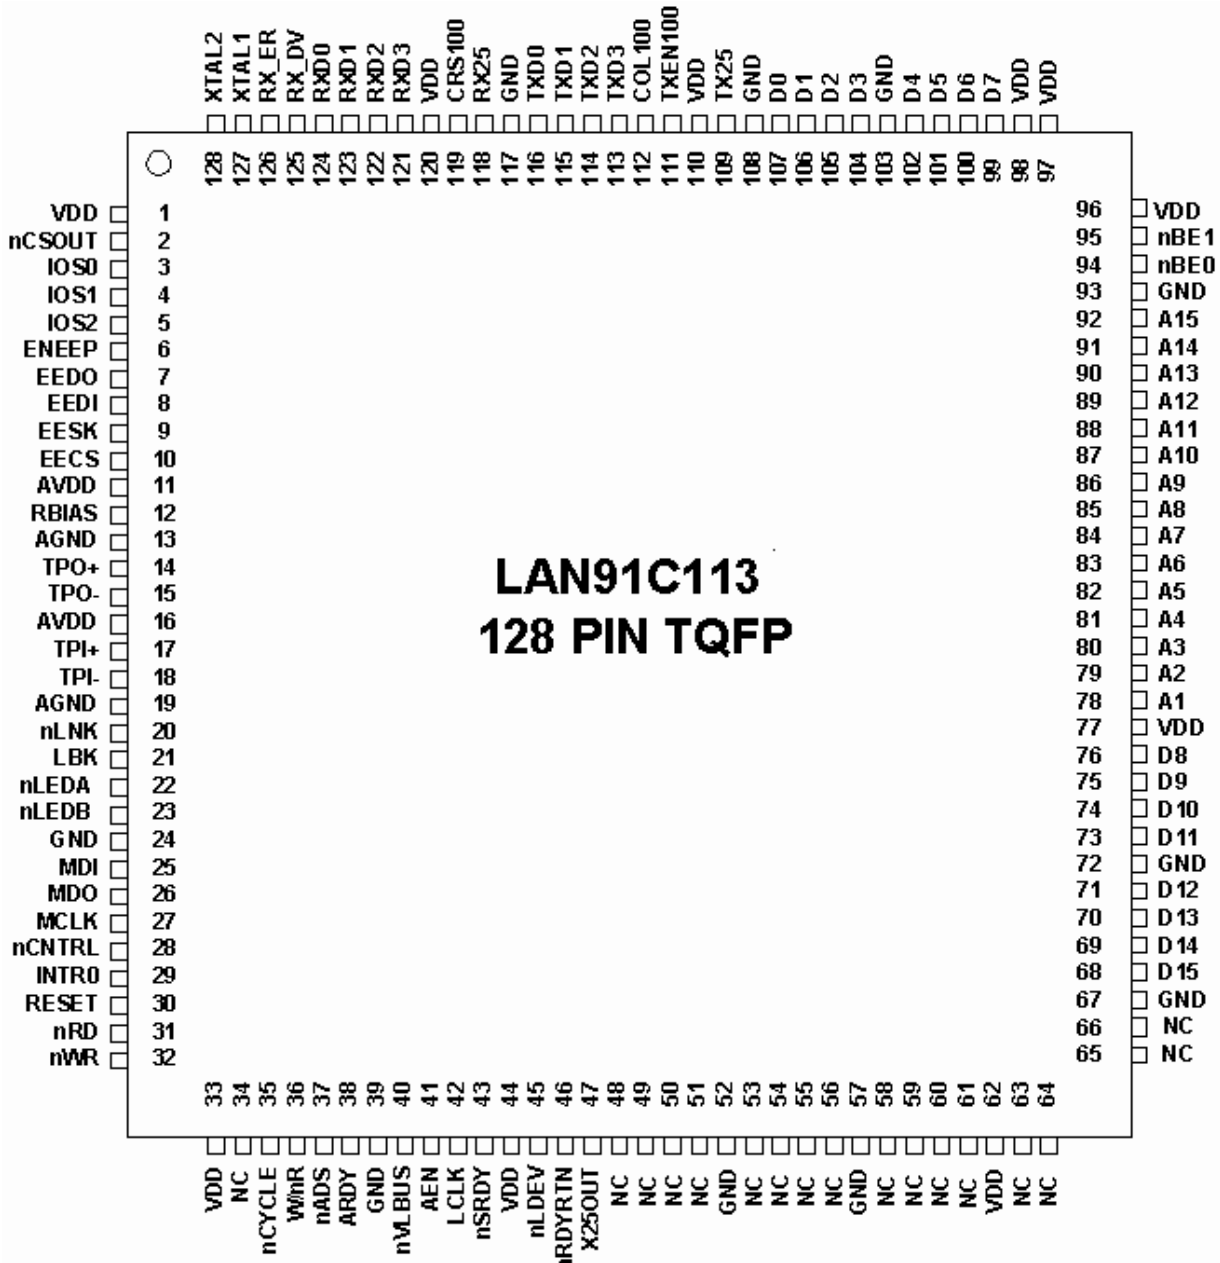 XTAL2 XTAL1 RX_ER RX_DV RXD0 RXD1 RXD2 RXD3 VDD CRS100 RX25 GND TXD0 TXD1 TXD2 TXD3 COL100 TXEN100 VDD TX25 GND D0 D1 D2 D3 GND D4 D5 D6 D7 VDD VDD
128 127 126 125 124 123 122 121 120 119 118 117 116 115 114 113 112 111 110 109 108 107 106 105 104 103 102 101 100 99 98 97
VDD 1
nCSOUT 2
IOS0 3
IOS1 4
IOS2 5
ENEEP 6
EEDO 7
EEDI 8
EESK 9
EECS 10
AVDD 11
RBIAS 12
AGND 13
TPO+ 14
TPO- 15
AVDD 16
TPI+ 17
TPI- 18
AGND 19
nLNK 20
LBK 21
nLEDA 22
nLEDB 23
GND 24
MDI 25
MDO 26
MCLK 27
nCNTRL 28
INTR0 29
RESET 30
nRD 31
nWR 32
LAN91C113
128 PIN TQFP
96 VDD
95 nBE1
94 nBE0
93 GND
92 A15
91 A14
90 A13
89 A12
88 A11
87 A10
86 A9
85 A8
84 A7
83 A6
82 A5
81 A4
80 A3
79 A2
78 A1
77 VDD
76 D8
75 D9
74 D10
73 D11
72 GND
71 D12
70 D13
69 D14
68 D15
67 GND
66 NC
65 NC
33 34 35 36 37 38 39 40 41 42 43 44 45 46 47 48 49 50 51 52 53 54 55 56 57 58 59 60 61 62 63 64
VDD NC nCYCLE W/nR nADS ARDY GND nVLBUS AEN LCLK nSRDY VDD nLDEV nRDYRTN X25OUT NC NC NC NC GND NC NC NC NC GND NC NC NC NC VDD NC NC